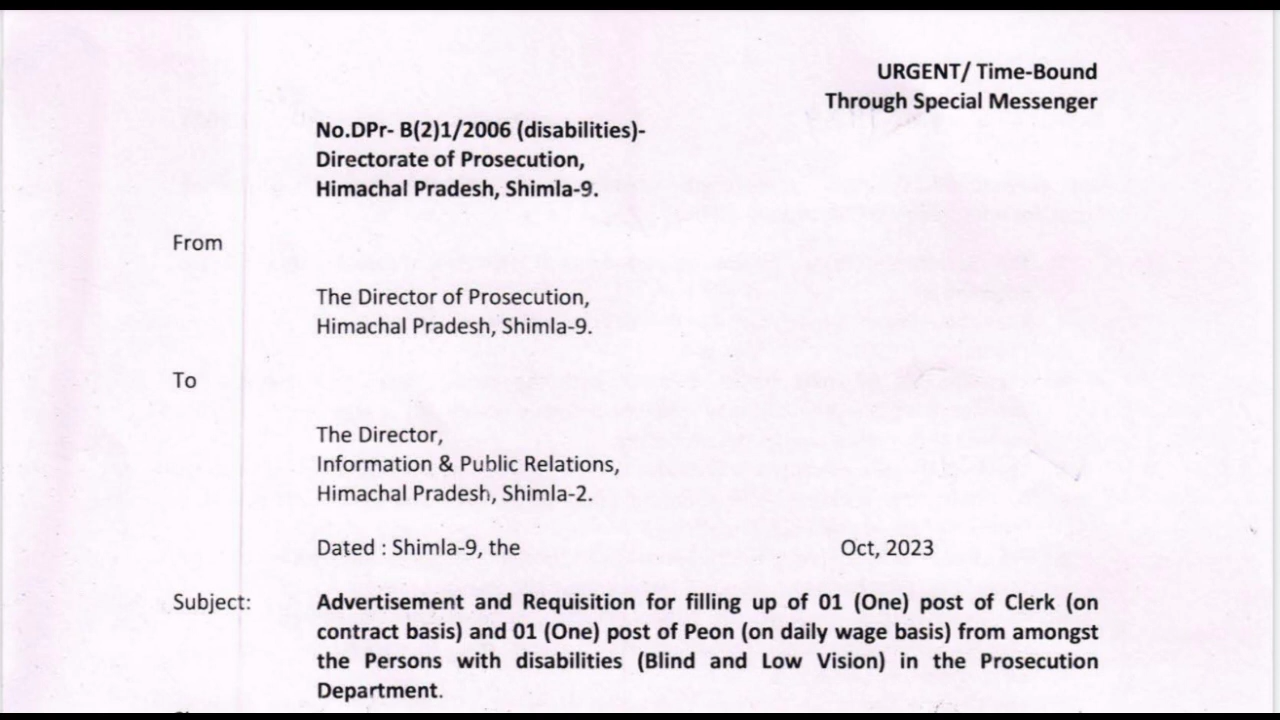 URGENT/ Time-Bound
Through Special Messenger
No.DPr- B(2)1/2006 (disabilities)-
Directorate of Prosecution,
Himachal Pradesh, Shimla-9.
From
The Director of Prosecution,
Himachal Pradesh, Shimla-9.
To
The Director,
Information & Public Relations,
Himachal Pradesh, Shimla-2.
Dated : Shimla-9, the Oct, 2023
Subject: Advertisement and Requisition for filling up of 01 (One) post of Clerk (on
contract basis) and 01 (One) post of Peon (on daily wage basis) from amongst
the Persons with disabilities (Blind and Low Vision) in the Prosecution
Department.